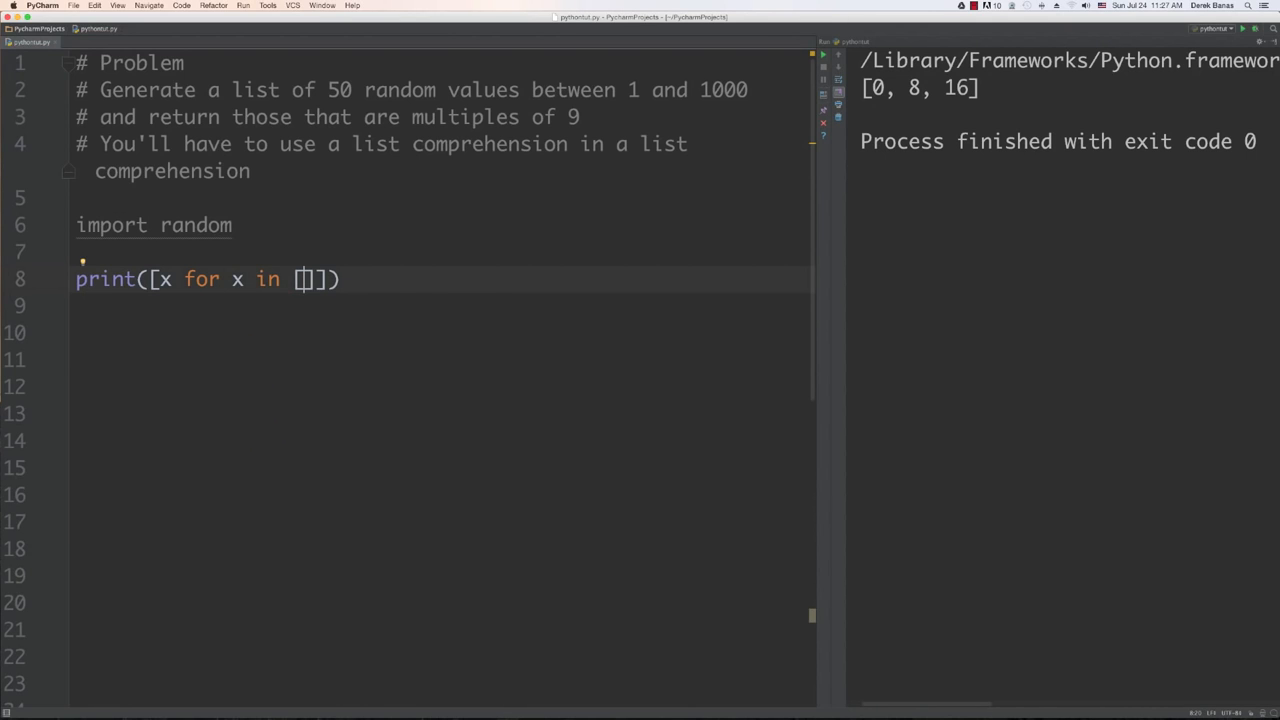 PyCharm File Edit View Navigate Code Refactor Run Tools VCS Window Help 10 Sun Jul 24 11:27 AM Derek Banas
pythontut.py - PycharmProjects - [~/PycharmProjects]
PycharmProjects pythontut.py pythontut
pythontut.py Run: pythontut
1 # Problem
2 # Generate a list of 50 random values between 1 and 1000
3 # and return those that are multiples of 9
4 # You'll have to use a list comprehension in a list
comprehension
5
6 import random
7
8 print([x for x in []])
9
10
11
12
13
14
15
16
17
18
19
20
21
22
23
/Library/Frameworks/Python.framewor
[0, 8, 16]
Process finished with exit code 0
8:20 LF÷ UTF-8÷